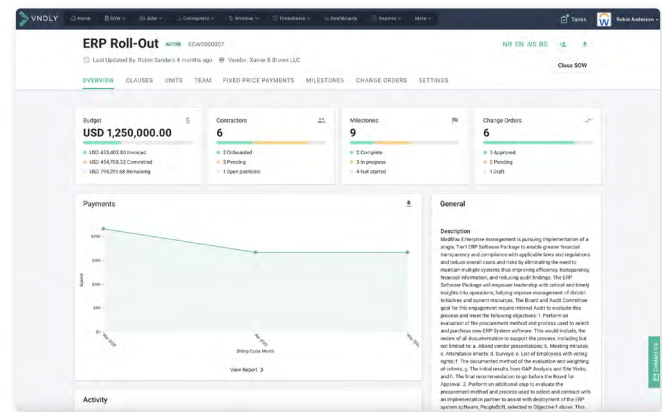 VNDLY
Home
SOW
Jobs
Contractors
Invoices
Timesheets
Dashboards
Reports
More
Tasks
Robin Anderson
ERP Roll-Out ACTIVE SOW0000007
NR EN WS RS
Last Updated By: Robin Sanders 4 months ago
Vendor: Xavier & Brown LLC
Close SOW
OVERVIEW CLAUSES UNITS TEAM FIXED PRICE PAYMENTS MILESTONES CHANGE ORDERS SETTINGS
Budget $
USD 1,250,000.00
Invoiced
Committed
Remaining
Contractors
6
2 Onboarded
3 Pending
1 Open positions
Milestones
9
2 Complete
3 In progress
4 Not started
Change Orders
6
5 Approved
0 Pending
1 Draft
Payments
$0
Mar 2022
Apr 2022
May 2022
Billing Cycle Month
View Report >
Activity
General
Description
MedMax Enterprise management is pursuing implementation of a
single, Tier1 ERP Software Package to enable greater financial
transparency and compliance with applicable laws and regulations
and reduce overall costs and risks by eliminating the need to
maintain multiple systems thus improving efficiency, transparency,
financial information, and reducing audit findings. The ERP
Software Package will empower leadership with critical and timely
insights into operations, helping improve management of district
initiatives and current resources. The Board and Audit Committee
goal for this engagement require Internal Audit to evaluate this
process and meet the following objectives: 1. Perform an
evaluation of the procurement method and process used to select
and purchase new ERP System software. This would include, the
review of all documentation to support the process, including but
not limited to: a. Attend vendor presentations; b. Meeting minutes;
c. Attendance sheets; d. Surveys; e. List of Employees with voting
rights; f. The documented method of the evaluation and weighting
of criteria; g. The initial results from GAP Analysis and Site Visits;
and h. The final recommendation to go before the Board for
Approval. 2. Perform an additional step to evaluate the
procurement method and process used to select and contract with
an implementation partner to assist with deployment of the ERP
system software, PeopleSoft, selected in Objective 1 above. This
Contact Us